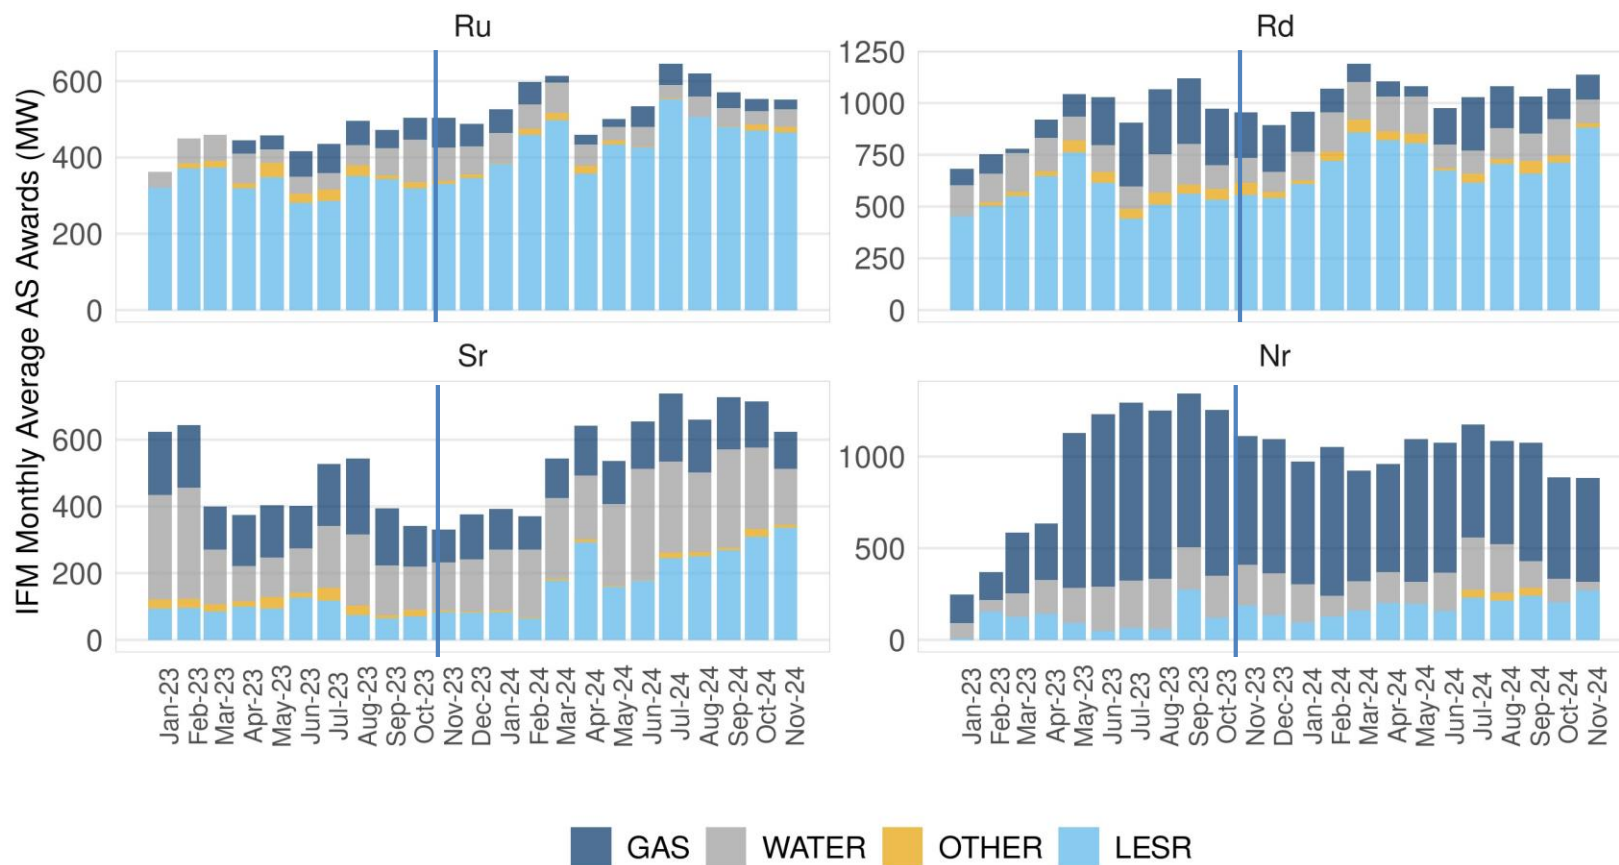 Ru
Rd
IFM Monthly Average AS Awards (MW)
600
400
200
0
1250
1000
750
500
250
0
Sr
Nr
600
400
200
0
1000
500
0
Jan-23
Feb-23
Mar-23
Apr-23
May-23
Jun-23
Jul-23
Aug-23
Sep-23
Oct-23
Nov-23
Dec-23
Jan-24
Feb-24
Mar-24
Apr-24
May-24
Jun-24
Jul-24
Aug-24
Sep-24
Oct-24
Nov-24
Jan-23
Feb-23
Mar-23
Apr-23
May-23
Jun-23
Jul-23
Aug-23
Sep-23
Oct-23
Nov-23
Dec-23
Jan-24
Feb-24
Mar-24
Apr-24
May-24
Jun-24
Jul-24
Aug-24
Sep-24
Oct-24
Nov-24
GAS WATER OTHER LESR